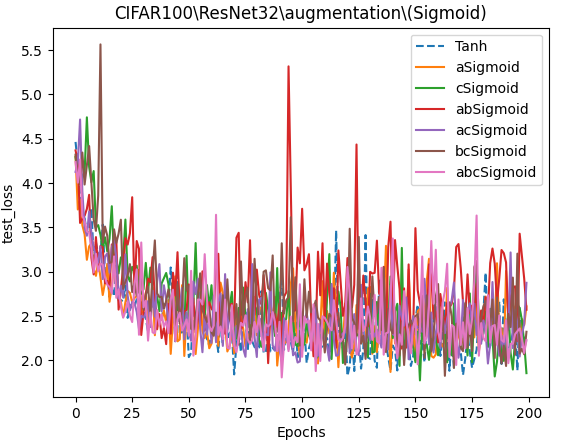 CIFAR100\ResNet32\augmentation\(Sigmoid)
test_loss
5.5
5.0
4.5
4.0
3.5
3.0
2.5
2.0
Tanh
aSigmoid
cSigmoid
abSigmoid
acSigmoid
bcSigmoid
abcSigmoid
0
25
50
75
100
125
150
175
200
Epochs